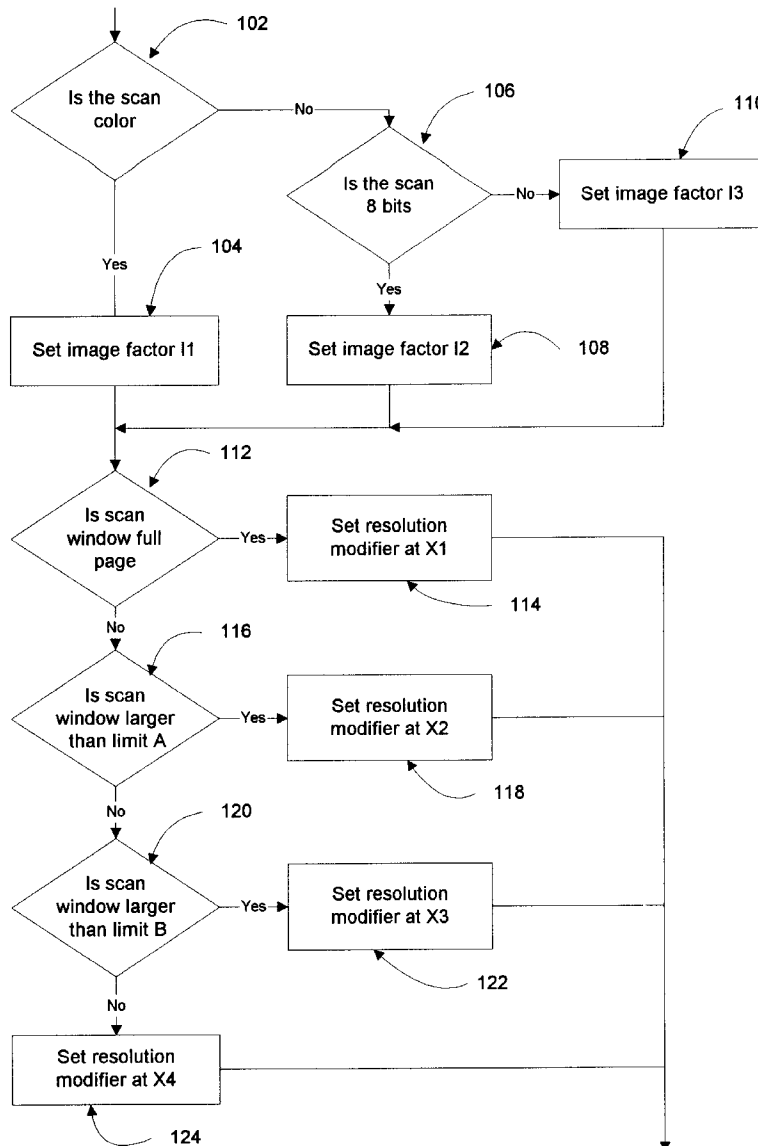 102
Is the scan
color
No
106
110
Is the scan
8 bits
No
Set image factor I3
Yes
104
Yes
Set image factor I1
Set image factor I2
108
112
Is scan
window full
page
Yes
Set resolution
modifier at X1
114
No
116
Is scan
window larger
than limit A
Yes
Set resolution
modifier at X2
118
No
120
Is scan
window larger
than limit B
Yes
Set resolution
modifier at X3
122
No
Set resolution
modifier at X4
124